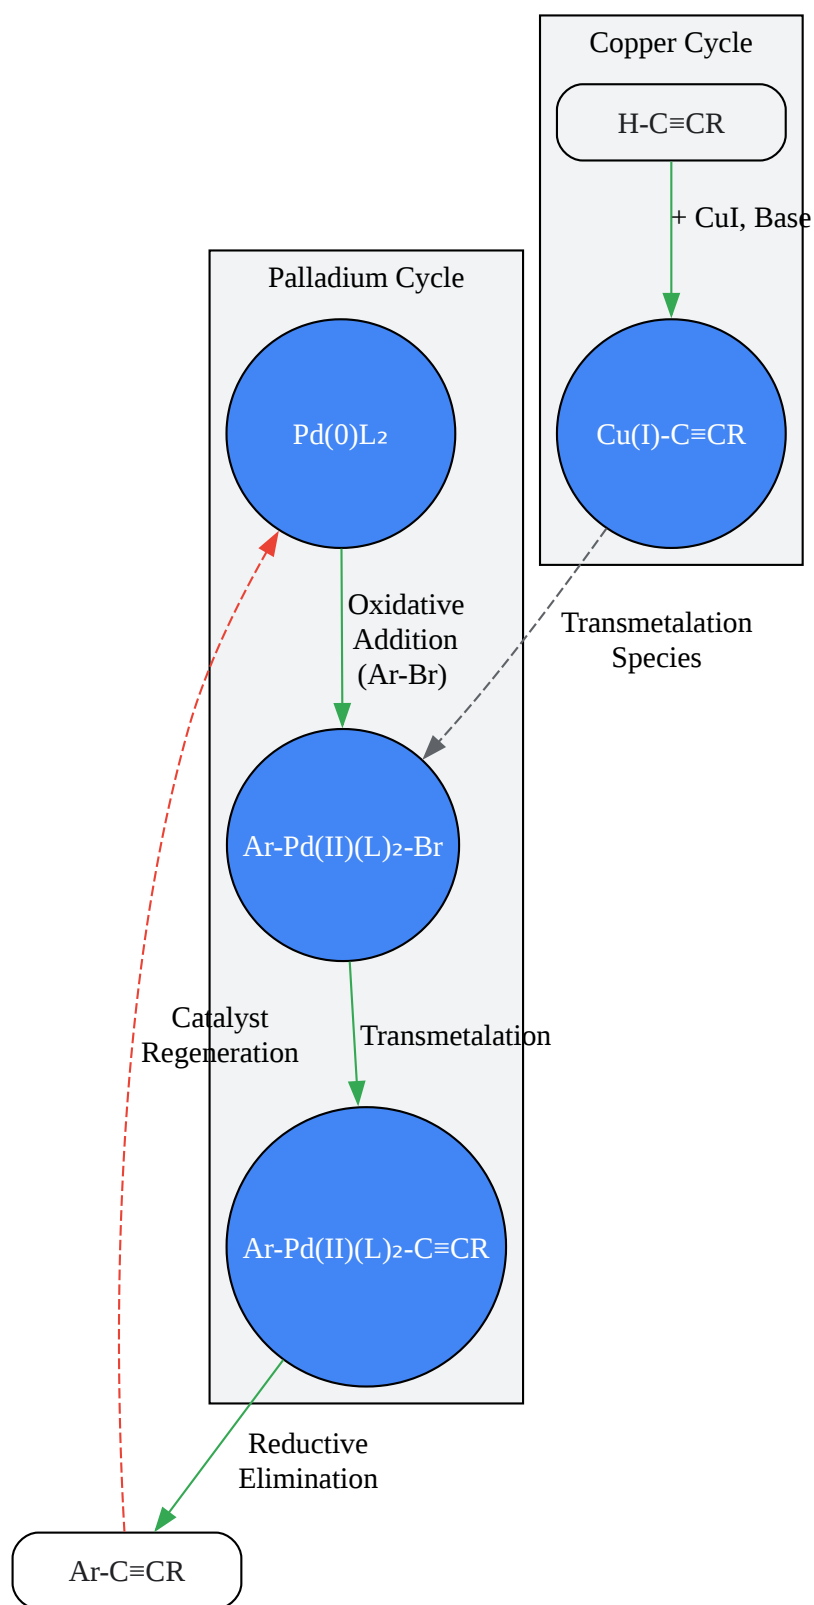 Copper Cycle
H-C≡CR
+ CuI, Base
Palladium Cycle
Pd(0)L₂
Cu(I)-C≡CR
Oxidative
Addition
(Ar-Br)
Transmetalation
Species
Ar-Pd(II)(L)₂-Br
Catalyst
Regeneration
Transmetalation
Ar-Pd(II)(L)₂-C≡CR
Reductive
Elimination
Ar-C≡CR